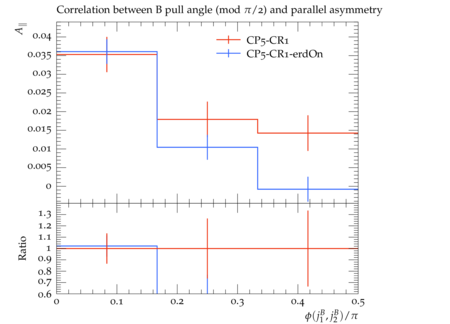 Correlation between B pull angle (mod π/2) and parallel asymmetry
A∥
0.04
0.035
0.03
0.025
0.02
0.015
0.01
0.005
0
CP5-CR1
CP5-CR1-erdOn
Ratio
1.3
1.2
1.1
1
0.9
0.8
0.7
0.6
0 0.1 0.2 0.3 0.4 0.5
ϕ(j₁ᴮ, j₂ᴮ)/π